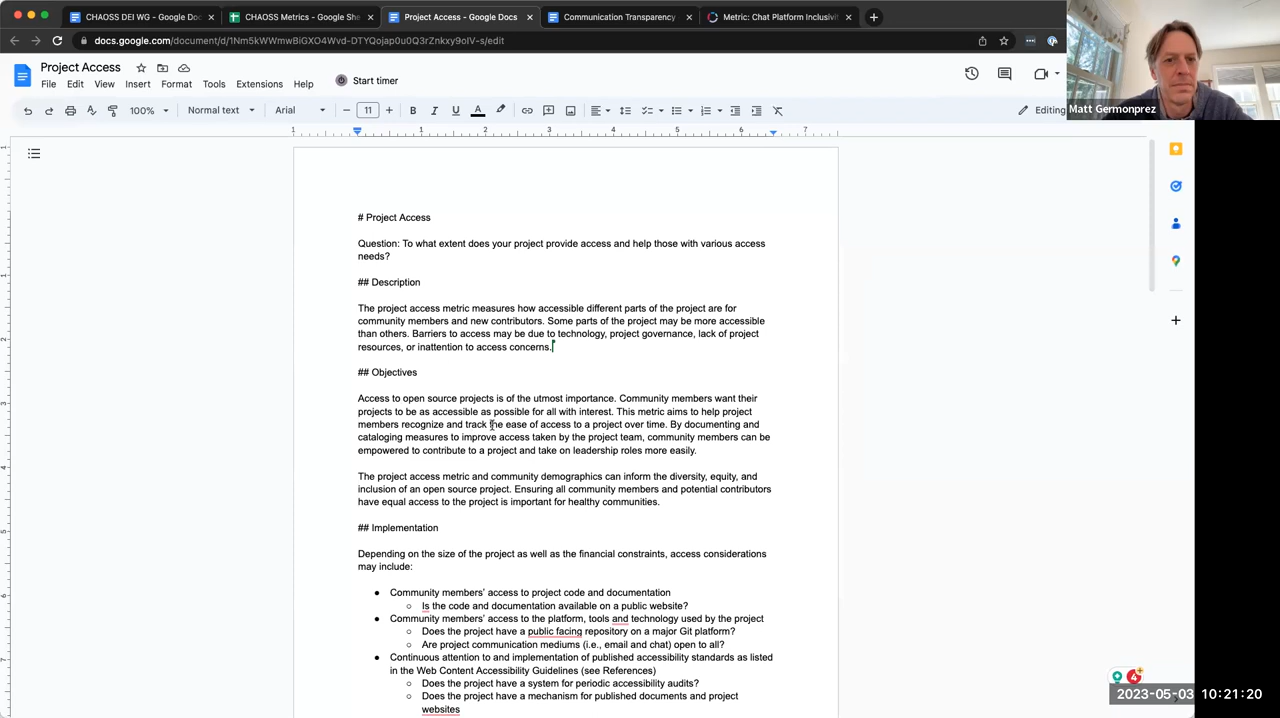 CHAOSS DEI WG - Google Doc
CHAOSS Metrics - Google She
Project Access - Google Docs
Communication Transparency
Metric: Chat Platform Inclusivi
docs.google.com/document/d/1Nm5kWWmwBiGXO4Wvd-DTYQojap0u0Q3rZnkxy9oIV-s/edit
Project Access
File Edit View Insert Format Tools Extensions Help
Start timer
100% Normal text Arial 11 B I U A Editing
Matt Germonprez
1 1 2 3 4 5 6 7
# Project Access
Question: To what extent does your project provide access and help those with various access
needs?
## Description
The project access metric measures how accessible different parts of the project are for
community members and new contributors. Some parts of the project may be more accessible
than others. Barriers to access may be due to technology, project governance, lack of project
resources, or inattention to access concerns.
## Objectives
Access to open source projects is of the utmost importance. Community members want their
projects to be as accessible as possible for all with interest. This metric aims to help project
members recognize and track the ease of access to a project over time. By documenting and
cataloging measures to improve access taken by the project team, community members can be
empowered to contribute to a project and take on leadership roles more easily.
The project access metric and community demographics can inform the diversity, equity, and
inclusion of an open source project. Ensuring all community members and potential contributors
have equal access to the project is important for healthy communities.
## Implementation
Depending on the size of the project as well as the financial constraints, access considerations
may include:
● Community members' access to project code and documentation
○ Is the code and documentation available on a public website?
● Community members' access to the platform, tools and technology used by the project
○ Does the project have a public facing repository on a major Git platform?
○ Are project communication mediums (i.e., email and chat) open to all?
● Continuous attention to and implementation of published accessibility standards as listed
in the Web Content Accessibility Guidelines (see References)
○ Does the project have a system for periodic accessibility audits?
○ Does the project have a mechanism for published documents and project
websites
4
2023-05-03 10:21:20